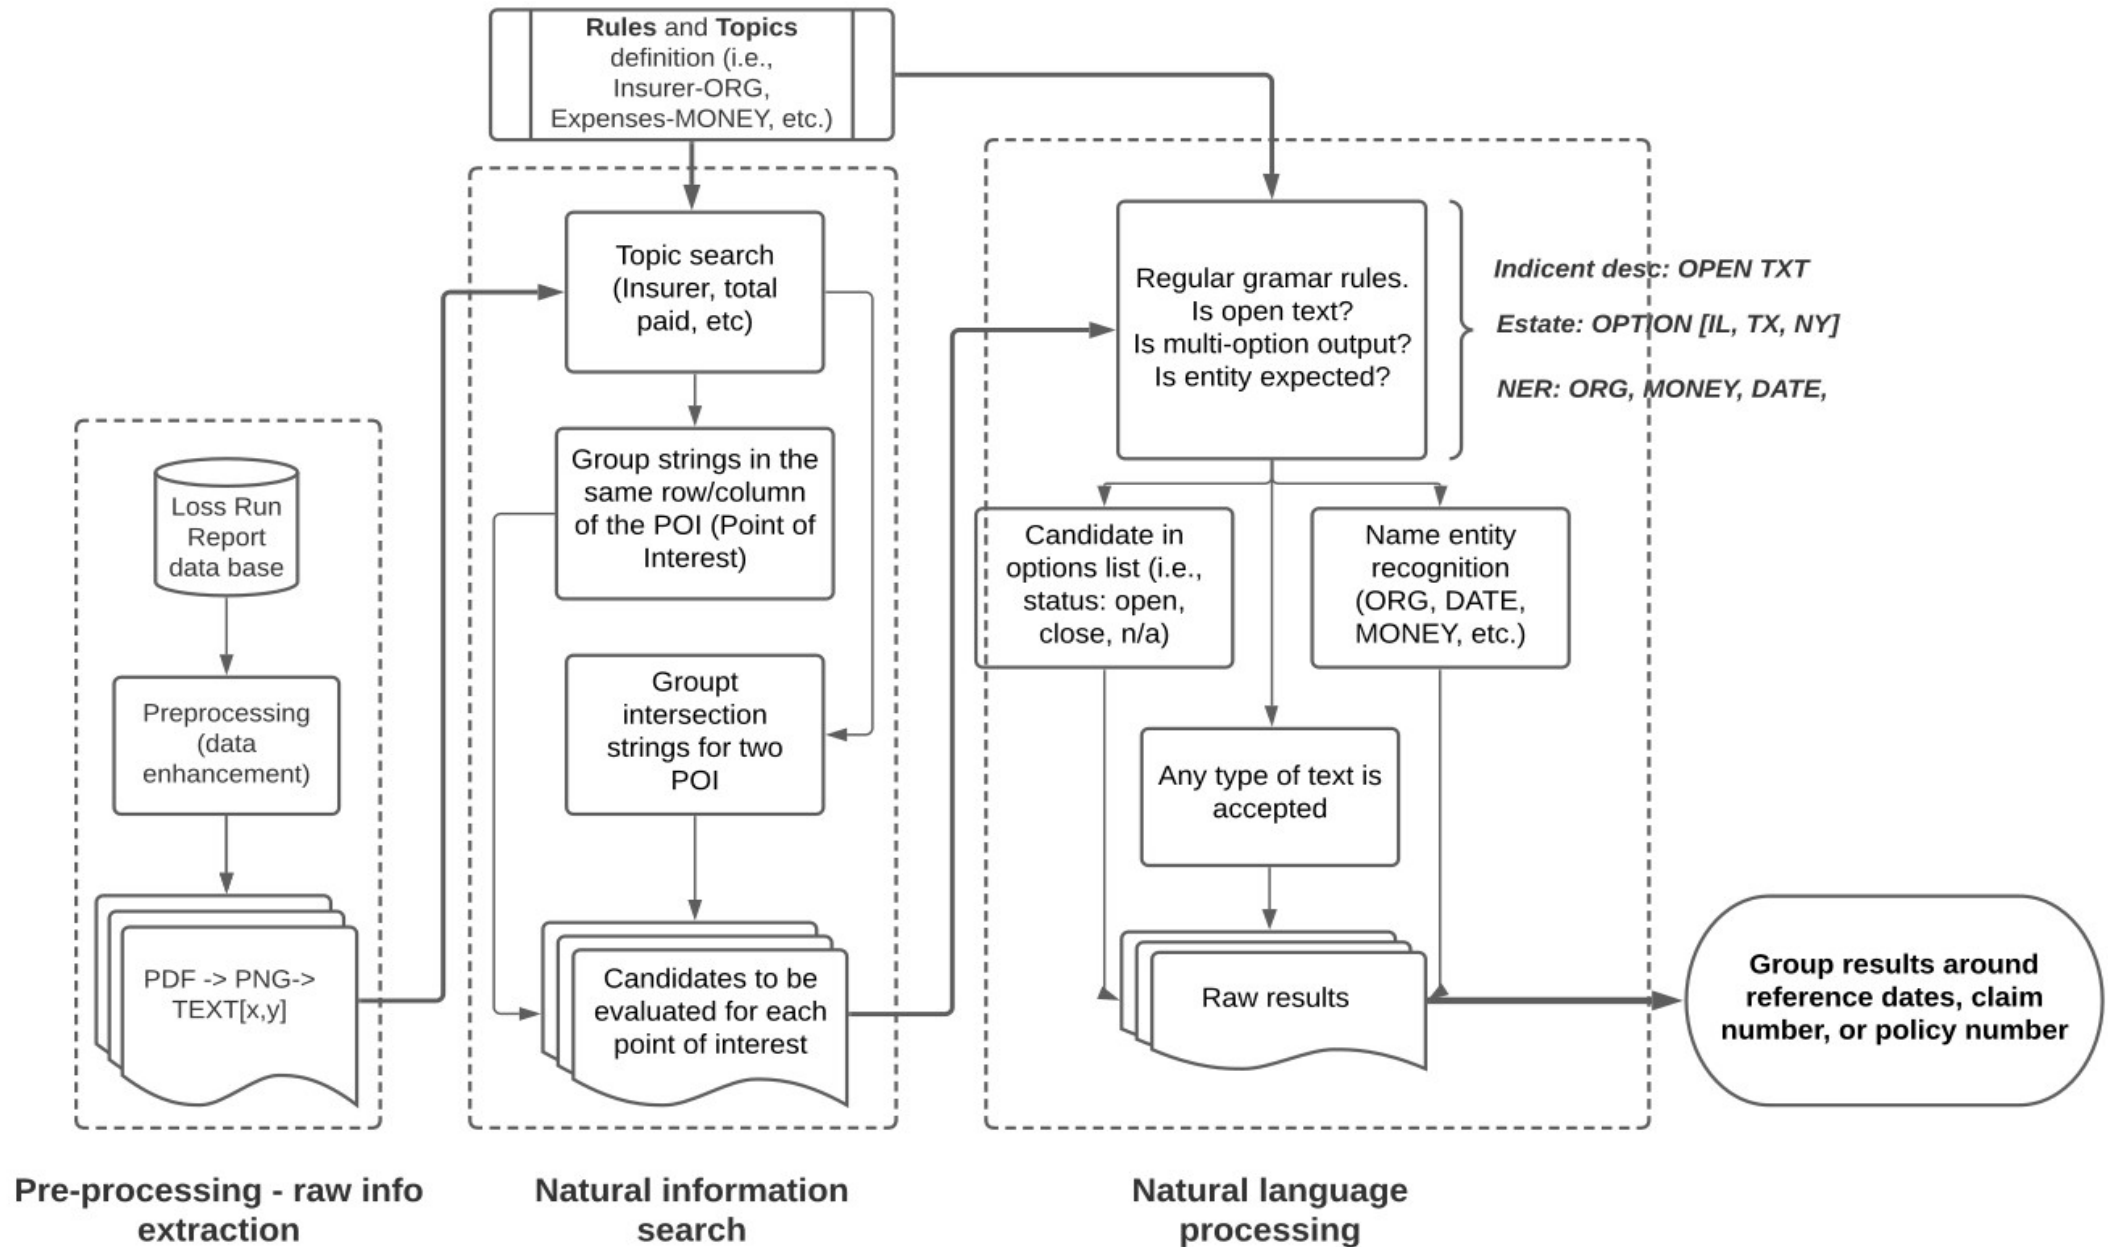 Rules and Topics
definition (i.e.,
Insurer-ORG,
Expenses-MONEY, etc.)
Loss Run
Report
data base
Preprocessing
(data
enhancement)
PDF -> PNG->
TEXT[x,y]
Pre-processing - raw info
extraction
Topic search
(Insurer, total
paid, etc)
Group strings in the
same row/column
of the POI (Point of
Interest)
Groupt
intersection
strings for two
POI
Candidates to be
evaluated for each
point of interest
Natural information
search
Regular gramar rules.
Is open text?
Is multi-option output?
Is entity expected?
Indicent desc: OPEN TXT
Estate: OPTION [IL, TX, NY]
NER: ORG, MONEY, DATE,
Candidate in
options list (i.e.,
status: open,
close, n/a)
Name entity
recognition
(ORG, DATE,
MONEY, etc.)
Any type of text is
accepted
Raw results
Natural language
processing
Group results around
reference dates, claim
number, or policy number